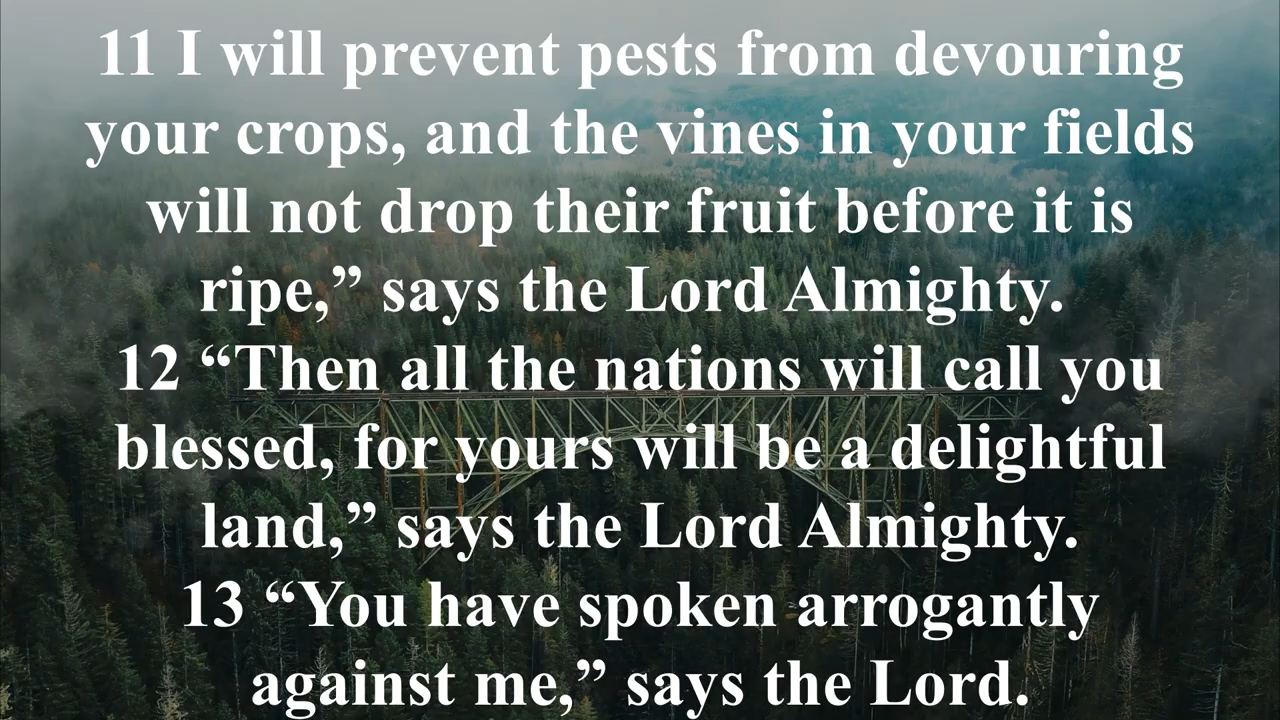 11 I will prevent pests from devouring
your crops, and the vines in your fields
will not drop their fruit before it is
ripe,” says the Lord Almighty.
12 “Then all the nations will call you
blessed, for yours will be a delightful
land,” says the Lord Almighty.
13 “You have spoken arrogantly
against me,” says the Lord.